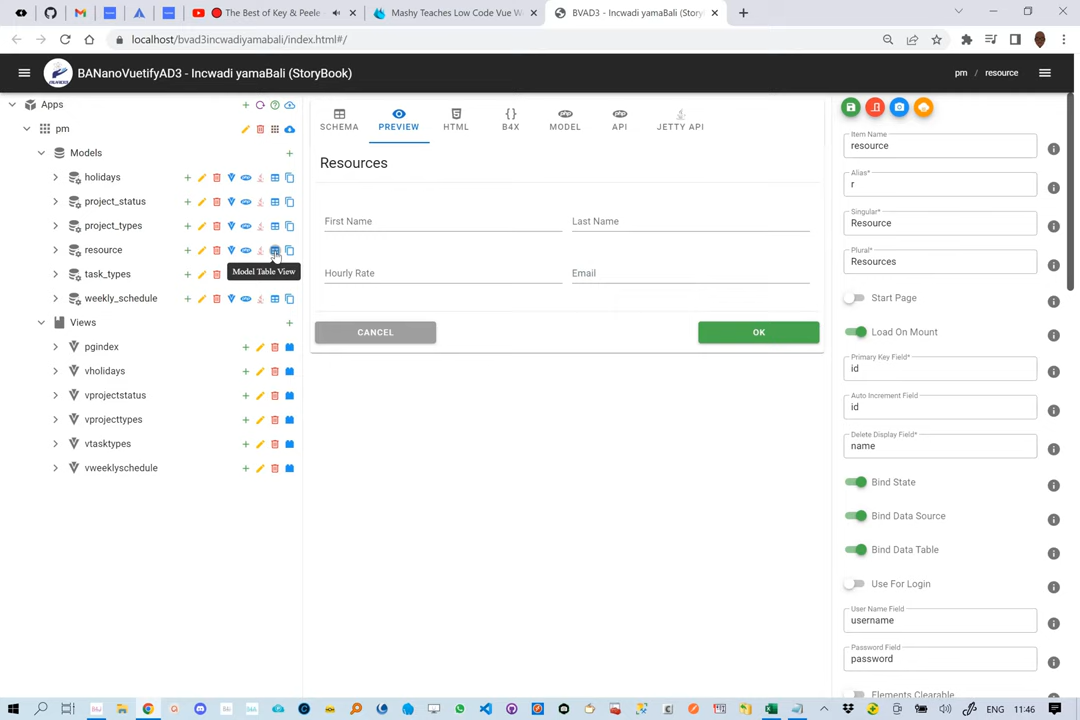 The Best of Key & Peele
Mashy Teaches Low Code Vue W
BVAD3 - Incwadi yamaBali (Story
localhost/bvad3incwadiyamabali/index.html#/
BANanoVuetifyAD3 - Incwadi yamaBali (StoryBook)
pm / resource
Apps
pm
Models
holidays
project_status
project_types
resource
task_types
weekly_schedule
Model Table View
Views
pgindex
vholidays
vprojectstatus
vprojecttypes
vtasktypes
vweeklyschedule
SCHEMA
PREVIEW
HTML
B4X
MODEL
API
JETTY API
Resources
First Name
Last Name
Hourly Rate
Email
CANCEL
OK
Item Name
resource
Alias*
r
Singular*
Resource
Plural*
Resources
Start Page
Load On Mount
Primary Key Field*
id
Auto Increment Field
id
Delete Display Field*
name
Bind State
Bind Data Source
Bind Data Table
Use For Login
User Name Field
username
Password Field
password
Elements Clearable
ENG
11:46